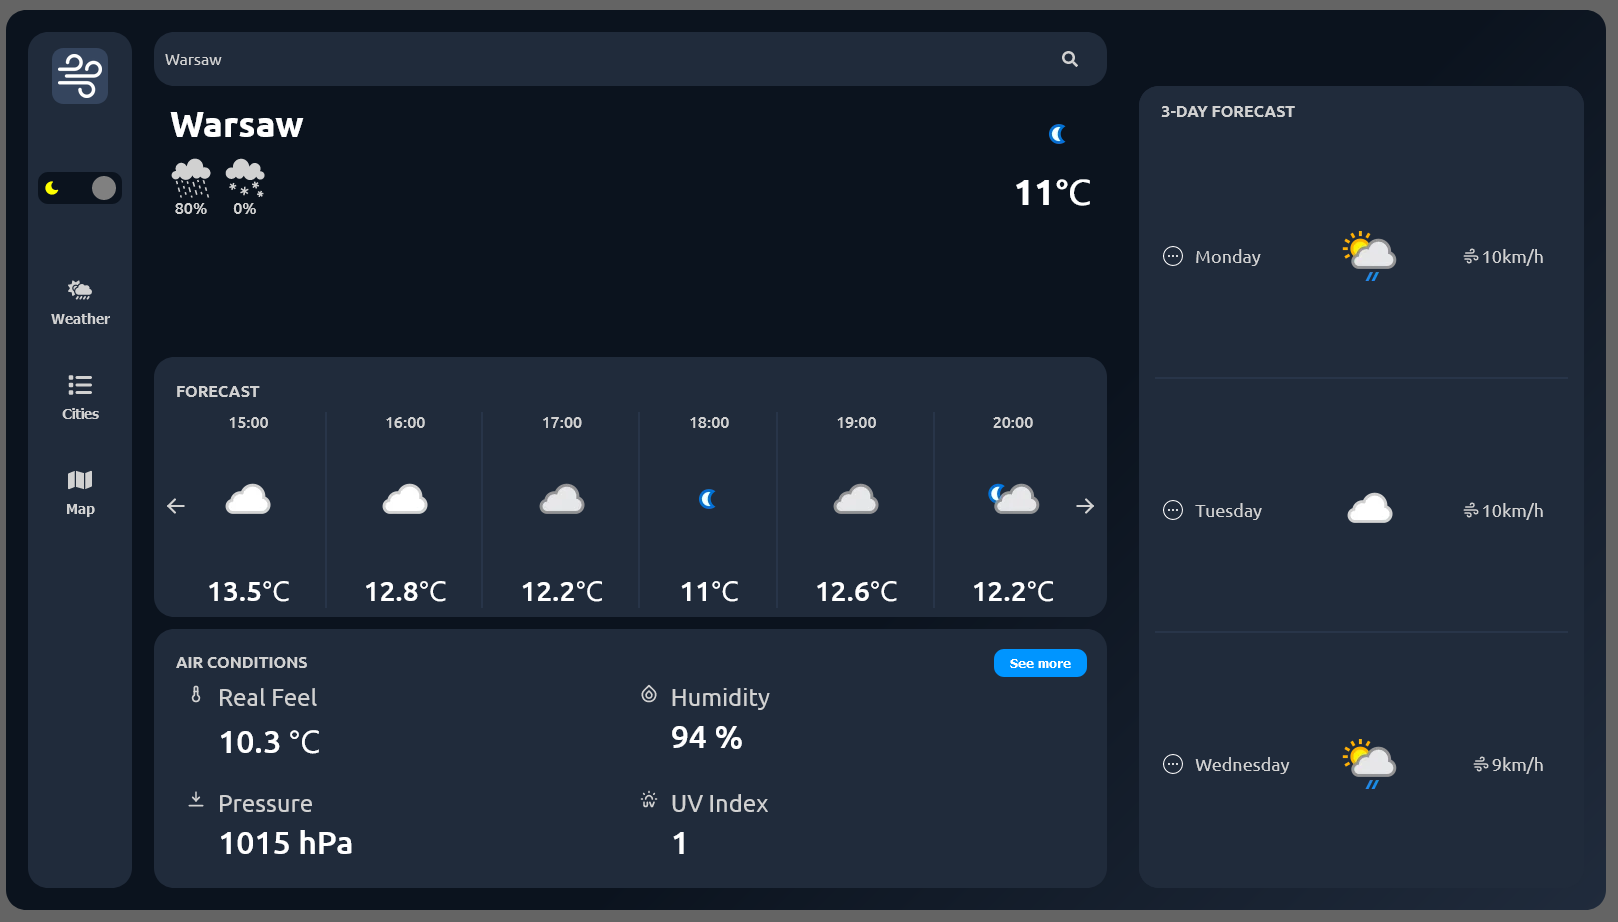 Warsaw
Warsaw
80% 0%
11°C
Weather
Cities
Map
FORECAST
15:00 16:00 17:00 18:00 19:00 20:00
13.5°C 12.8°C 12.2°C 11°C 12.6°C 12.2°C
AIR CONDITIONS
See more
Real Feel
10.3 °C
Humidity
94 %
Pressure
1015 hPa
UV
UV Index
1
3-DAY FORECAST
Monday 10km/h
Tuesday 10km/h
Wednesday 9km/h